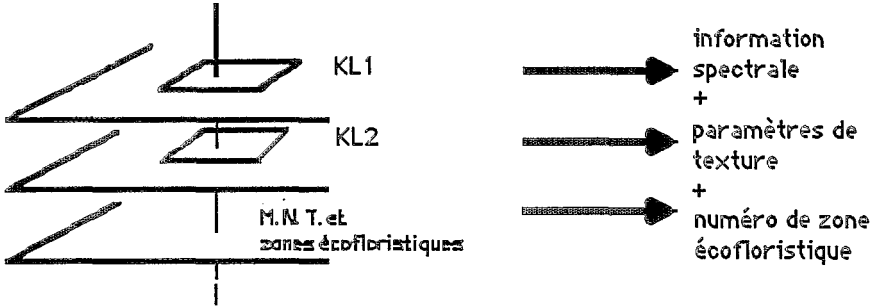 KL1
KL2
M.N.T. et
zones écofloristiques
information
spectrale
+
paramètres de
texture
+
numéro de zone
écofloristique